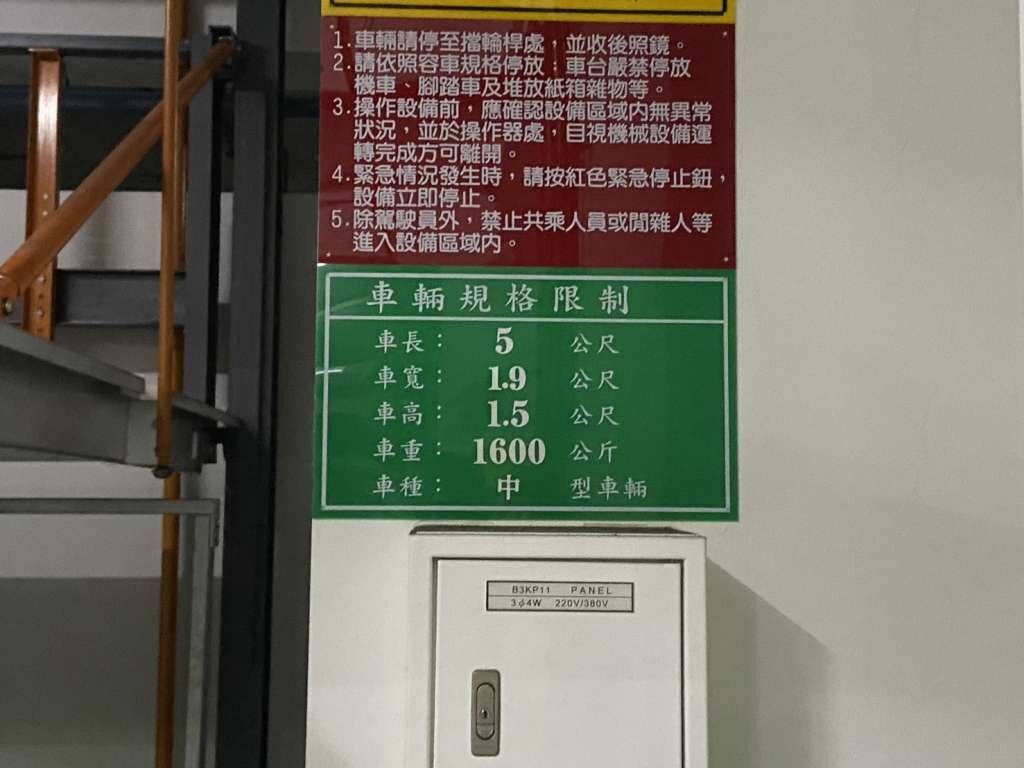 1.車輛請停至擋輪桿處，並收後照鏡。
2.請依照容車規格停放，車台嚴禁停放
機車、腳踏車及堆放紙箱雜物等。
3.操作設備前，應確認設備區域內無異常
狀況，並於操作器處，目視機械設備運
轉完成方可離開。
4.緊急情況發生時，請按紅色緊急停止鈕，
設備立即停止。
5.除駕駛員外，禁止共乘人員或閒雜人等
進入設備區域內。
車輛規格限制
車長： 5 公尺
車寬： 1.9 公尺
車高： 1.5 公尺
車重： 1600 公斤
車種： 中 型車輛
B3KP11 PANEL
3φ4W 220V/380V